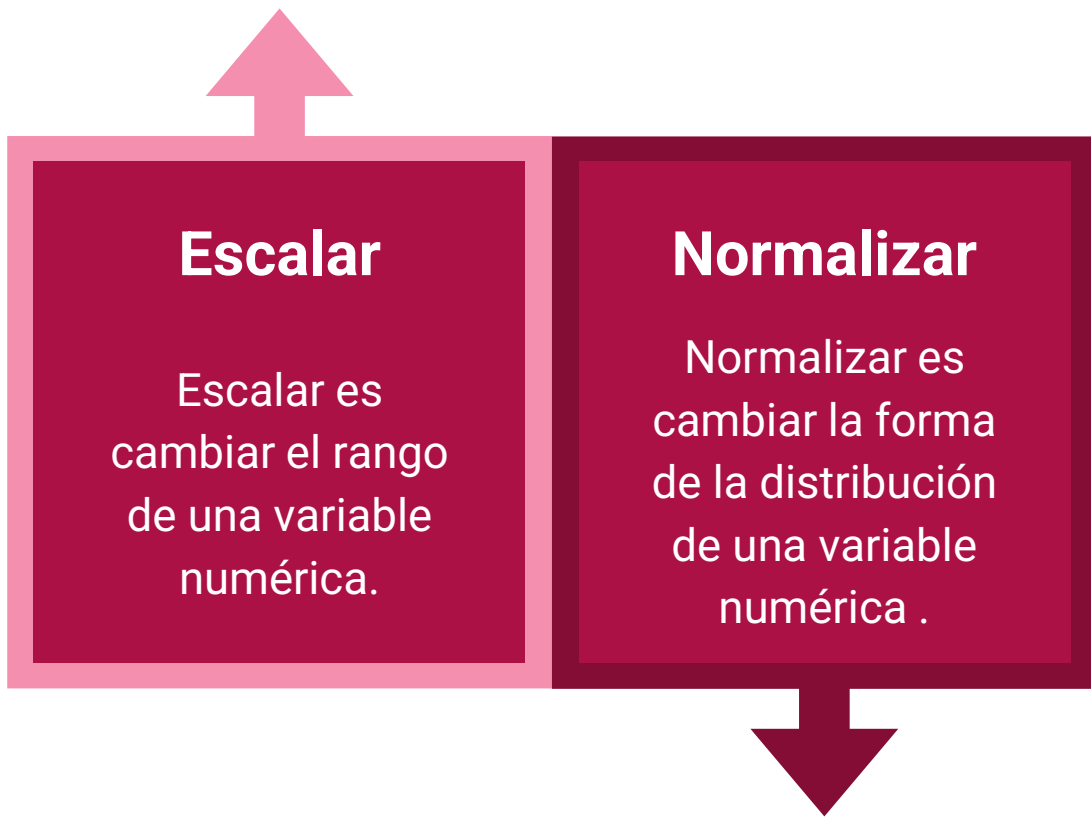 Escalar
Escalar es
cambiar el rango
de una variable
numérica.
Normalizar
Normalizar es
cambiar la forma
de la distribución
de una variable
numérica .